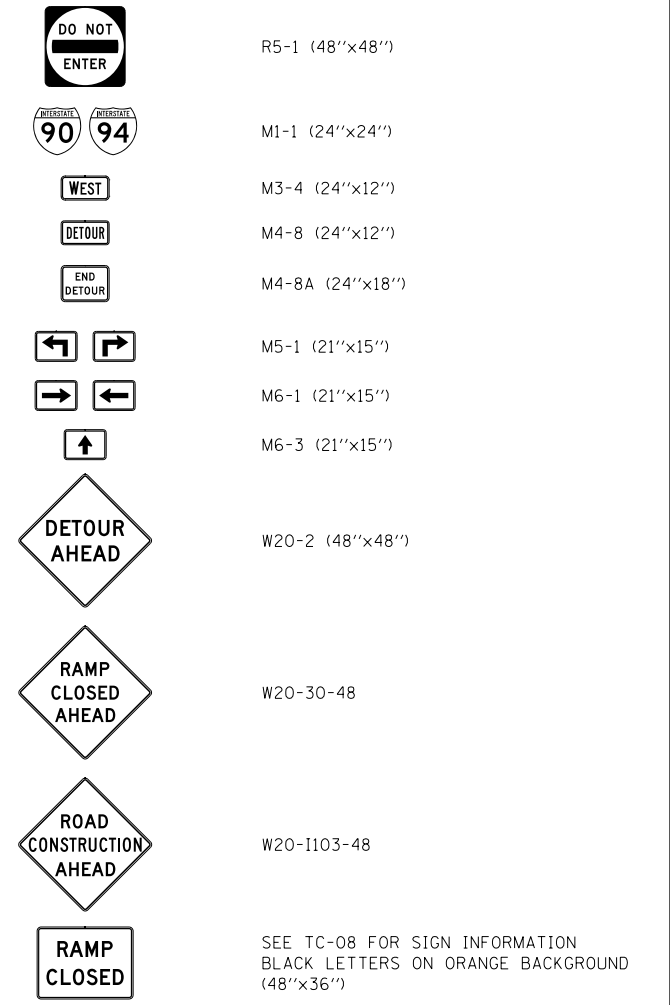 DO NOT
ENTER
R5-1 (48''x48'')
INTERSTATE
90
INTERSTATE
94
M1-1 (24''x24'')
WEST
M3-4 (24''x12'')
DETOUR
M4-8 (24''x12'')
END
DETOUR
M4-8A (24''x18'')
M5-1 (21''x15'')
M6-1 (21''x15'')
M6-3 (21''x15'')
DETOUR
AHEAD
W20-2 (48''x48'')
RAMP
CLOSED
AHEAD
W20-30-48
ROAD
CONSTRUCTION
AHEAD
W20-I103-48
RAMP
CLOSED
SEE TC-08 FOR SIGN INFORMATION
BLACK LETTERS ON ORANGE BACKGROUND
(48''x36'')